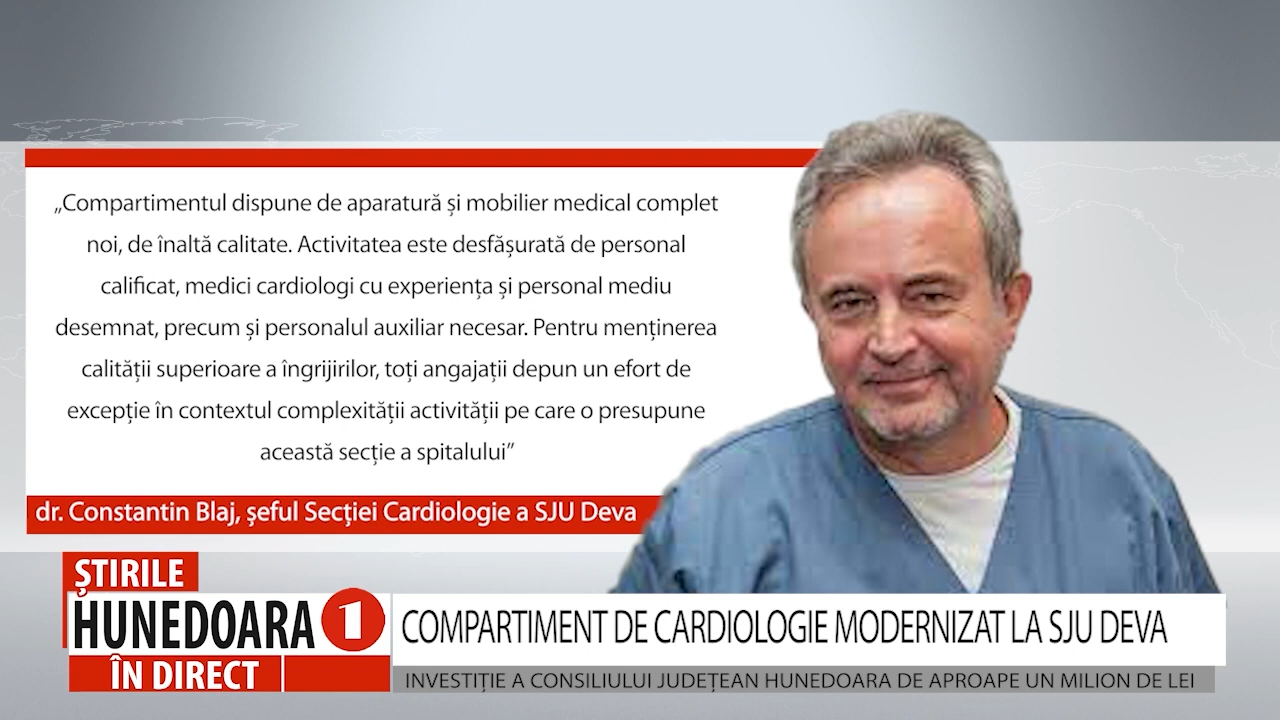 „Compartimentul dispune de aparatură și mobilier medical complet
noi, de înaltă calitate. Activitatea este desfășurată de personal
calificat, medici cardiologi cu experiența și personal mediu
desemnat, precum și personalul auxiliar necesar. Pentru menținerea
calității superioare a îngrijirilor, toți angajații depun un efort de
excepție în contextul complexității activității pe care o presupune
această secție a spitalului”
dr. Constantin Blaj, şeful Secţiei Cardiologie a SJU Deva
ȘTIRILE
HUNEDOARA 1
ÎN DIRECT
COMPARTIMENT DE CARDIOLOGIE MODERNIZAT LA SJU DEVA
INVESTIȚIE A CONSILIULUI JUDEȚEAN HUNEDOARA DE APROAPE UN MILION DE LEI